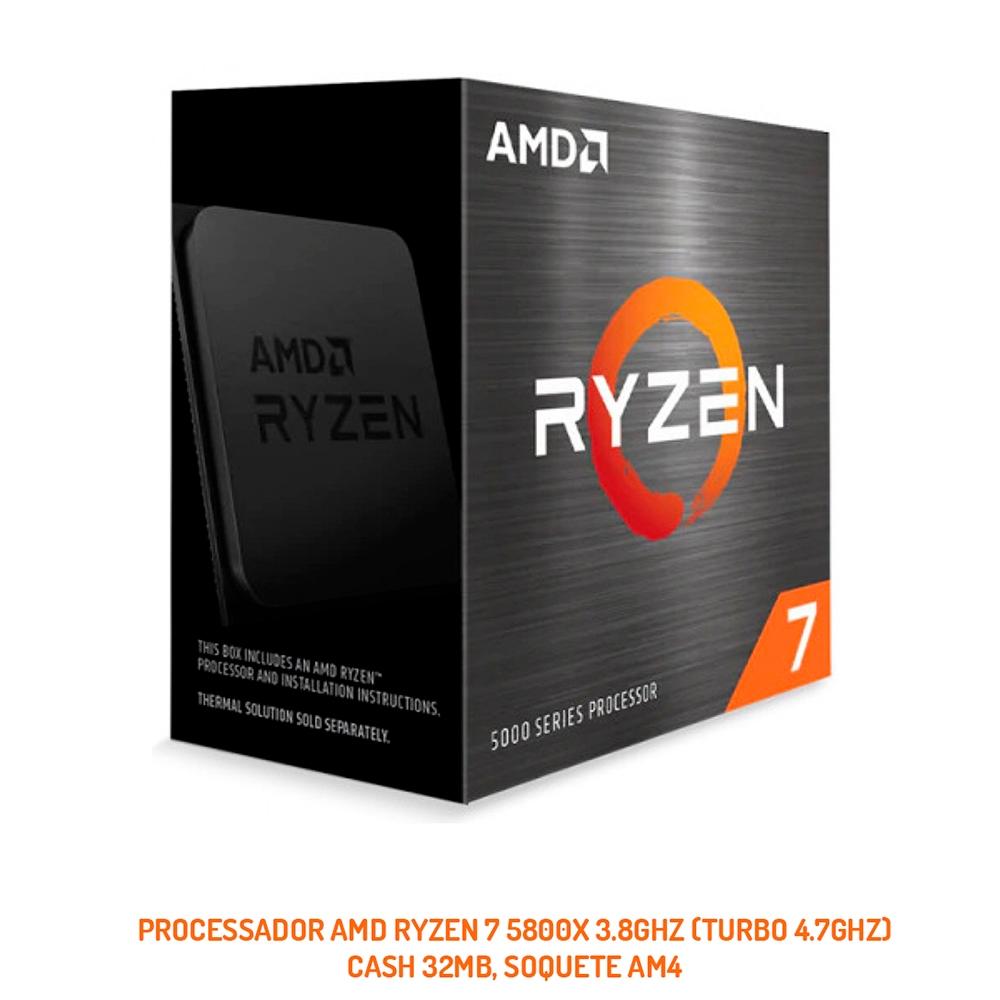 AMD
RYZEN
AMD
RYZEN
7
5000 SERIES PROCESSOR
THIS BOX INCLUDES AN AMD RYZEN™
PROCESSOR AND INSTALLATION INSTRUCTIONS.
THERMAL SOLUTION SOLD SEPARATELY.
PROCESSADOR AMD RYZEN 7 5800X 3.8GHZ (TURBO 4.7GHZ)
CASH 32MB, SOQUETE AM4